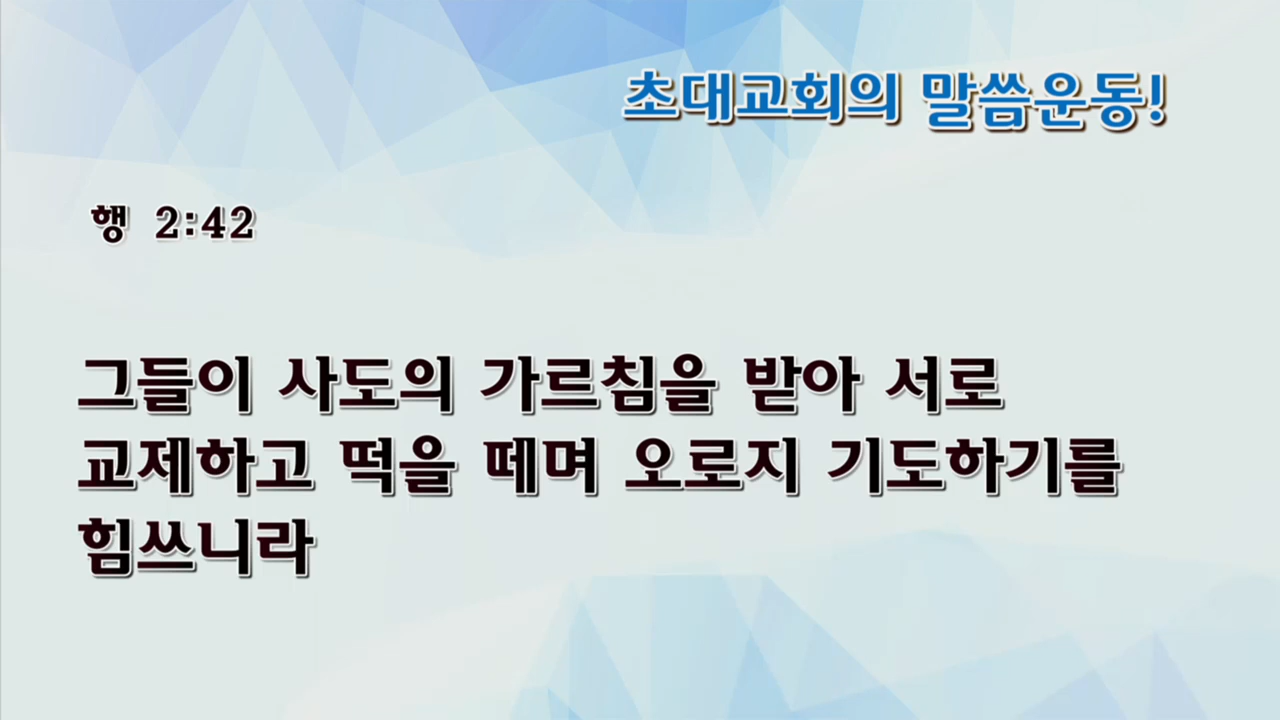 초대교회의 말씀운동!
행 2:42
그들이 사도의 가르침을 받아 서로
교제하고 떡을 떼며 오로지 기도하기를
힘쓰니라